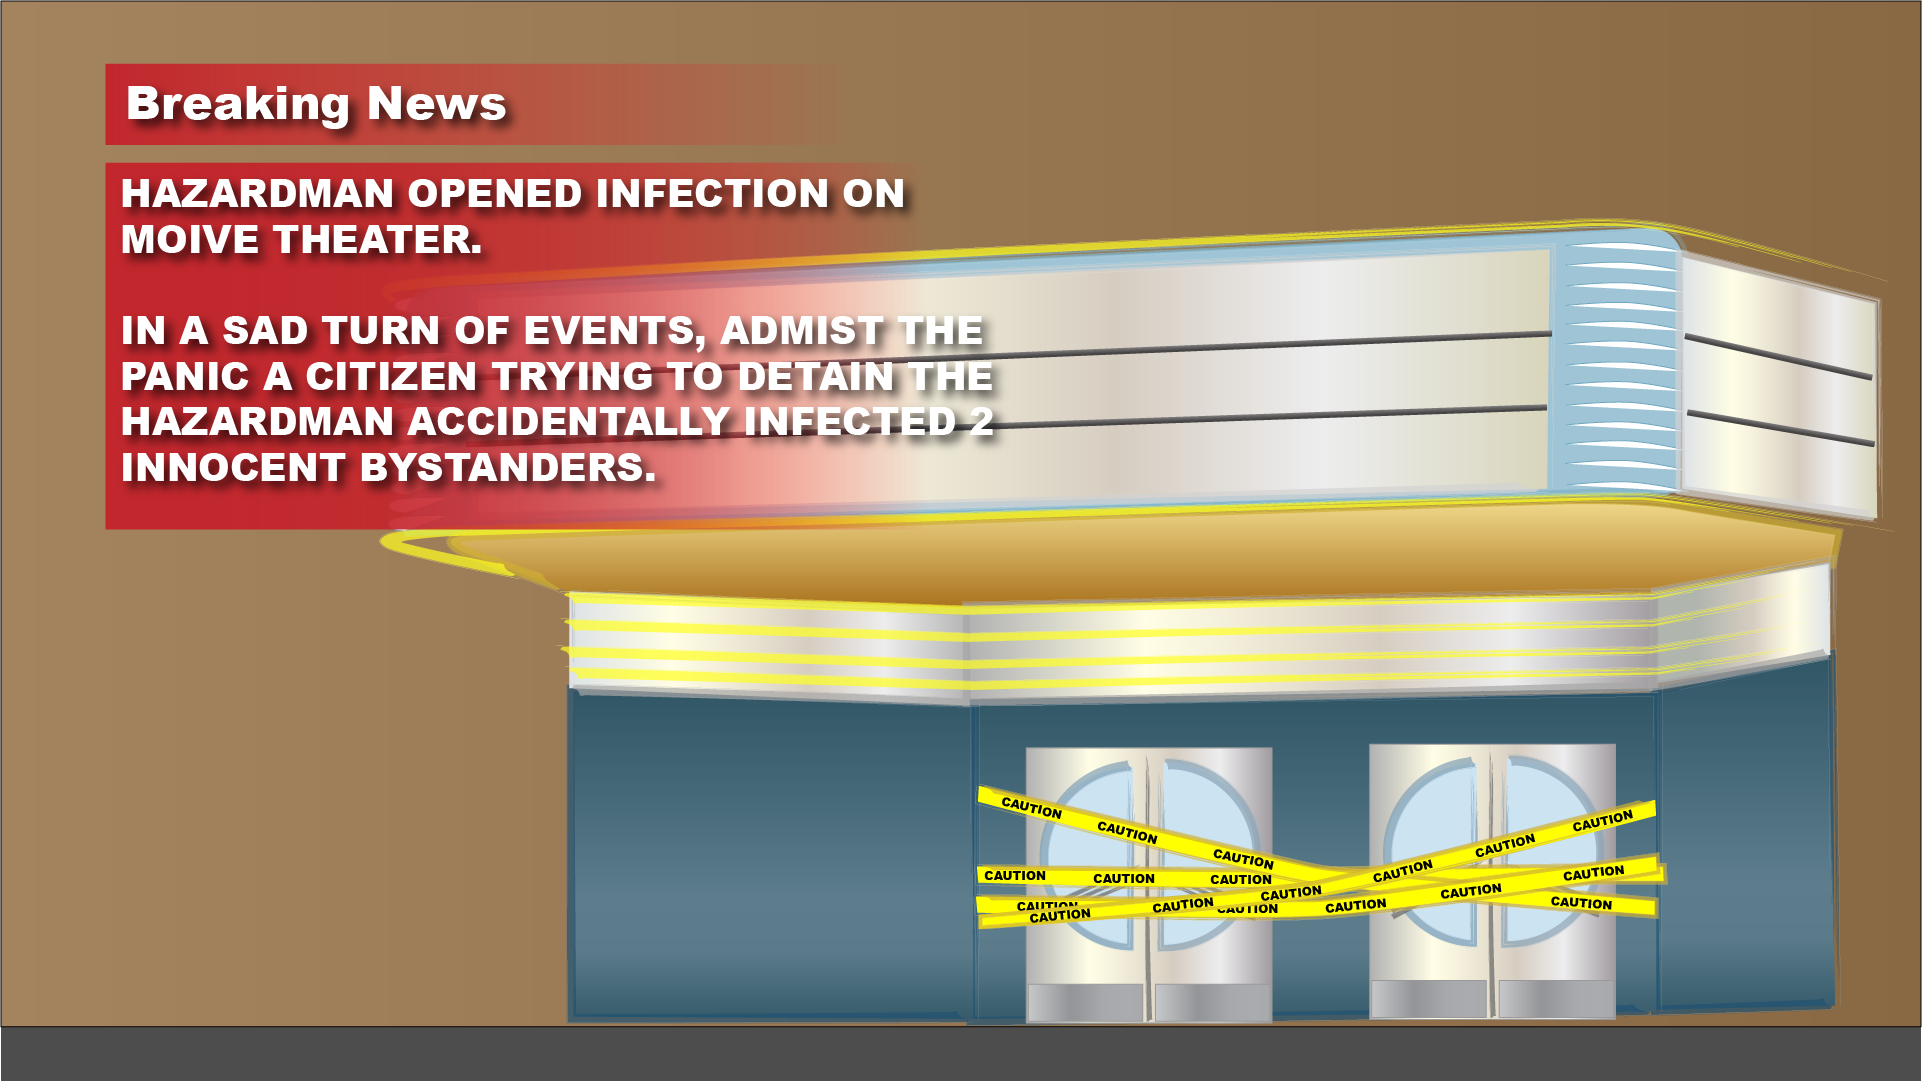 Breaking News
HAZARDMAN OPENED INFECTION ON
MOIVE THEATER.
IN A SAD TURN OF EVENTS, ADMIST THE
PANIC A CITIZEN TRYING TO DETAIN THE
HAZARDMAN ACCIDENTALLY INFECTED 2
INNOCENT BYSTANDERS.
CAUTION CAUTION CAUTION
CAUTION CAUTION CAUTION
CAUTION CAUTION CAUTION
CAUTION CAUTION CAUTION CAUTION
CAUTION CAUTION CAUTION CAUTION CAUTION